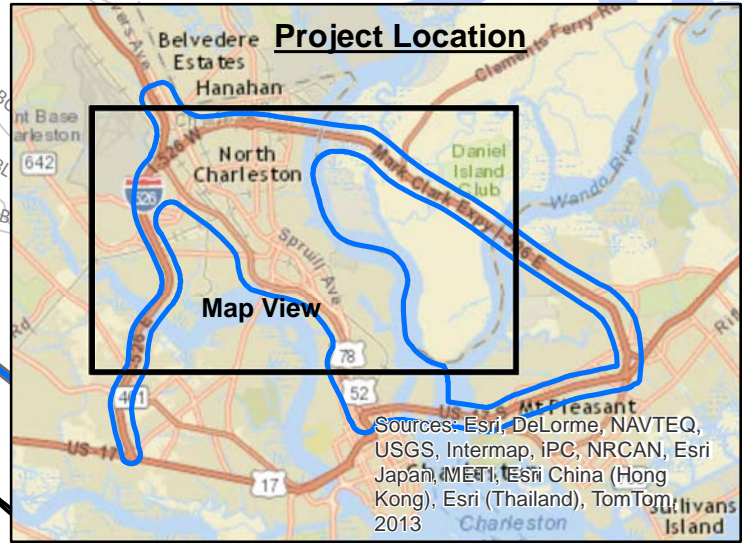 Project Location
Belvedere
Estates
Hanahan
Clements Ferry Rd
642
I-526 W
North
Charleston
Mark Clark Expy I-526 E
Daniel
Island
Club
Wando River
Spruill Ave
Map View
78
52
461
US-17
17
Mt Pleasant
Sources: Esri, DeLorme, NAVTEQ,
USGS, Intermap, iPC, NRCAN, Esri
Japan, METI, Esri China (Hong
Kong), Esri (Thailand), TomTom,
2013
Charleston
Sullivans
Island